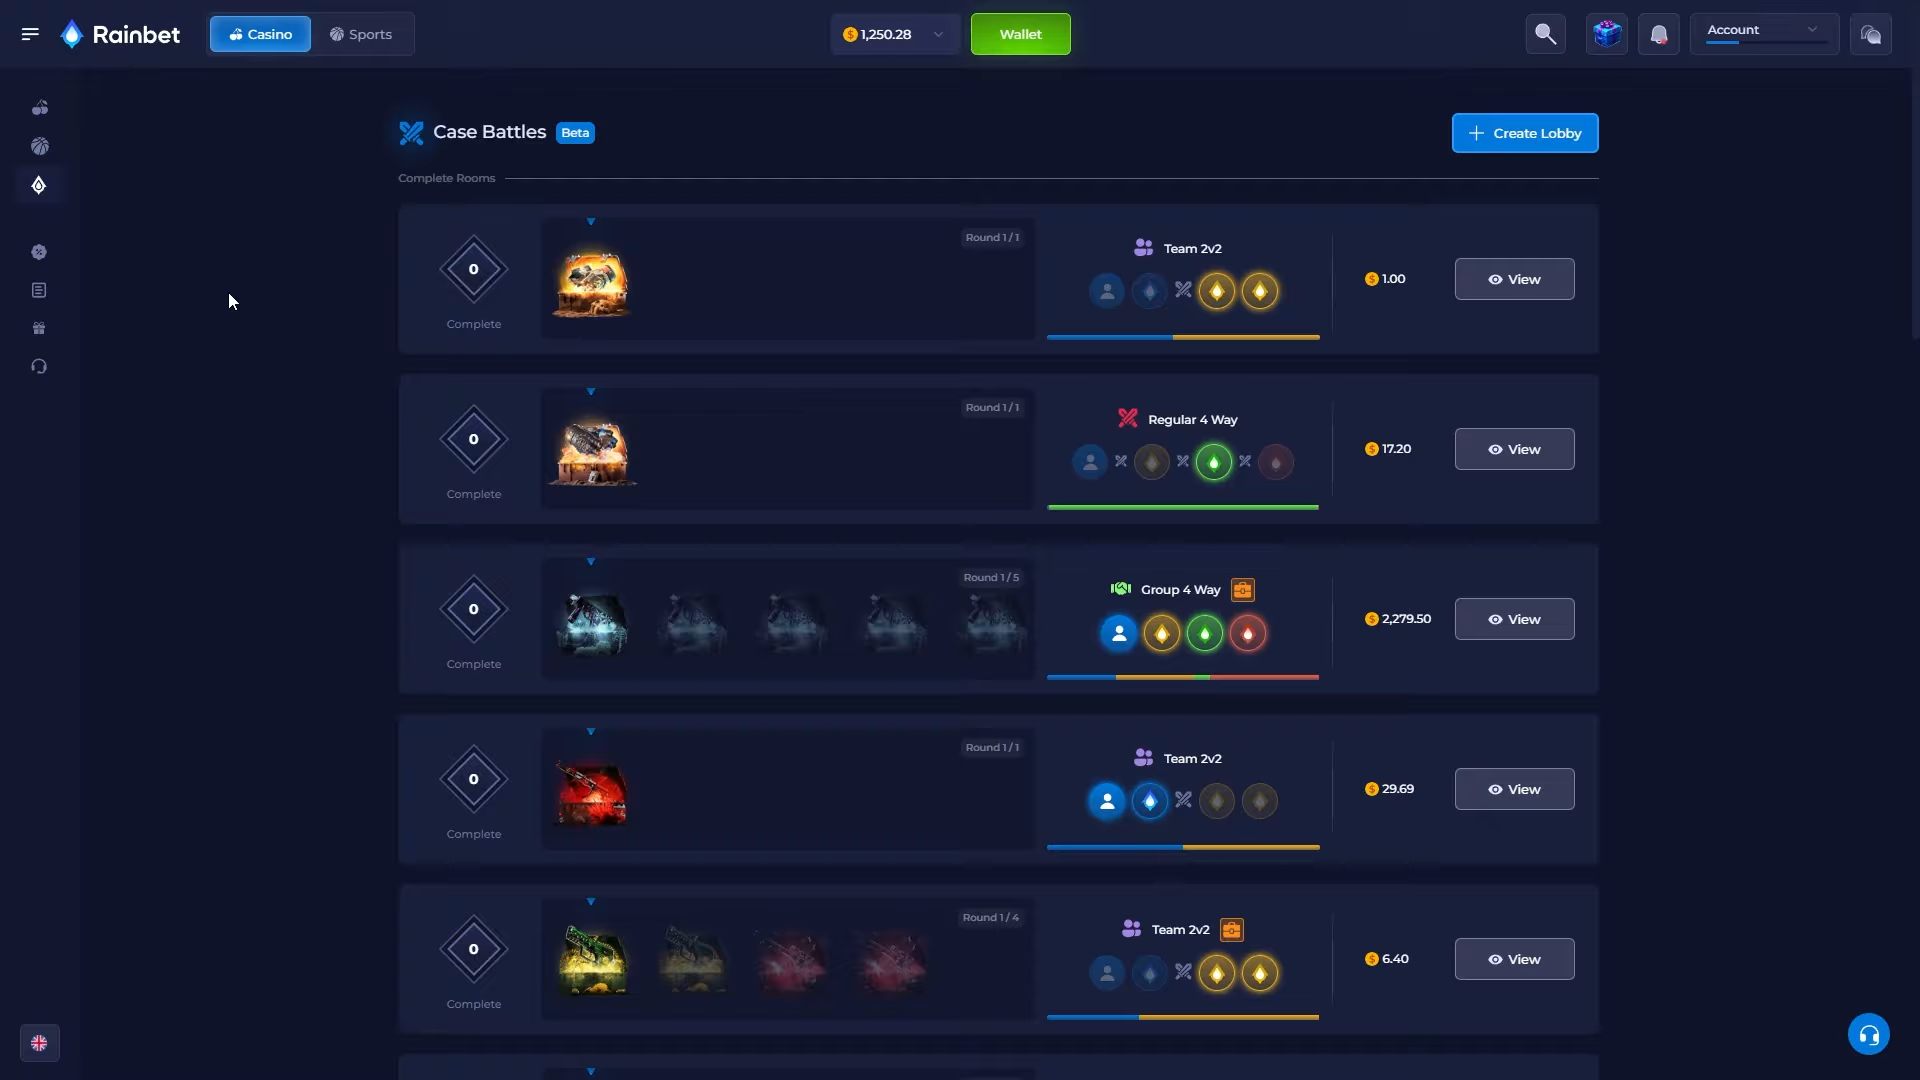 Rainbet
Casino
Sports
1,250.28
Wallet
Account
Case Battles
Beta
Create Lobby
Complete Rooms
0
Complete
Round 1 / 1
Team 2v2
1.00
View
0
Complete
Round 1 / 1
Regular 4 Way
17.20
View
0
Complete
Round 1 / 5
Group 4 Way
2,279.50
View
0
Complete
Round 1 / 1
Team 2v2
29.69
View
0
Complete
Round 1 / 4
Team 2v2
6.40
View